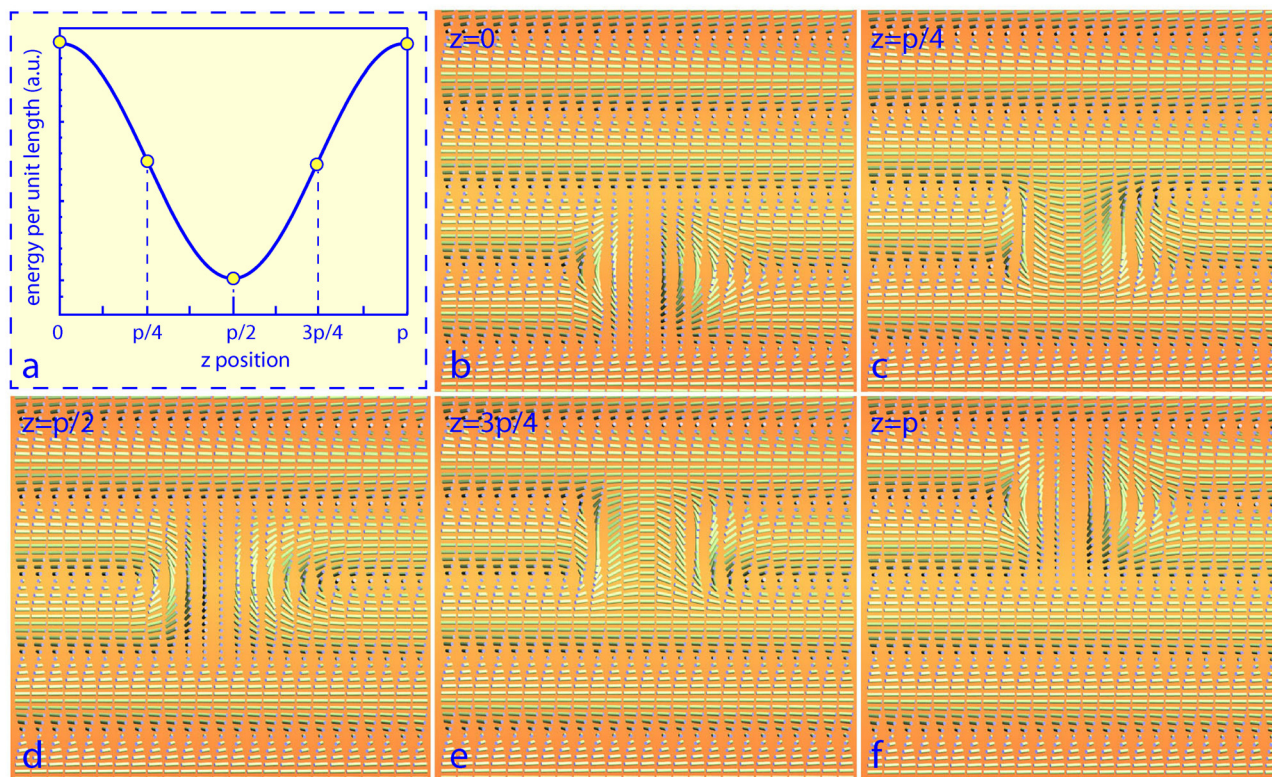 energy per unit length (a.u.)
0
p/4
p/2
3p/4
p
z position
a
z=0
b
z=p/4
c
z=p/2
d
z=3p/4
e
z=p
f